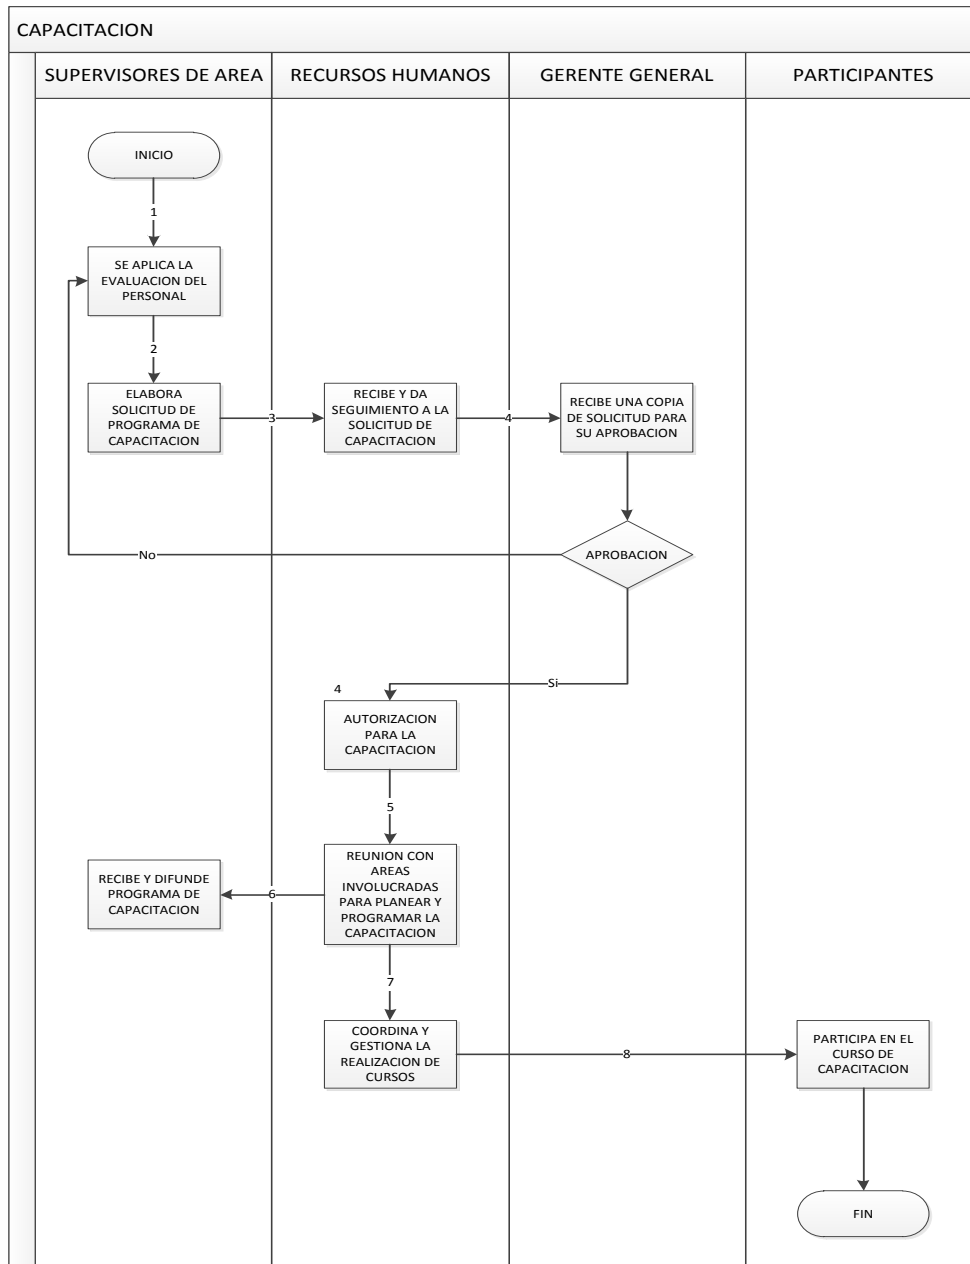 CAPACITACION
SUPERVISORES DE AREA
RECURSOS HUMANOS
GERENTE GENERAL
PARTICIPANTES
INICIO
1
SE APLICA LA
EVALUACION DEL
PERSONAL
2
ELABORA
SOLICITUD DE
PROGRAMA DE
CAPACITACION
3
RECIBE Y DA
SEGUIMIENTO A LA
SOLICITUD DE
CAPACITACION
4
RECIBE UNA COPIA
DE SOLICITUD PARA
SU APROBACION
APROBACION
No
Si
4
AUTORIZACION
PARA LA
CAPACITACION
5
REUNION CON
AREAS
INVOLUCRADAS
PARA PLANEAR Y
PROGRAMAR LA
CAPACITACION
6
RECIBE Y DIFUNDE
PROGRAMA DE
CAPACITACION
7
COORDINA Y
GESTIONA LA
REALIZACION DE
CURSOS
8
PARTICIPA EN EL
CURSO DE
CAPACITACION
FIN